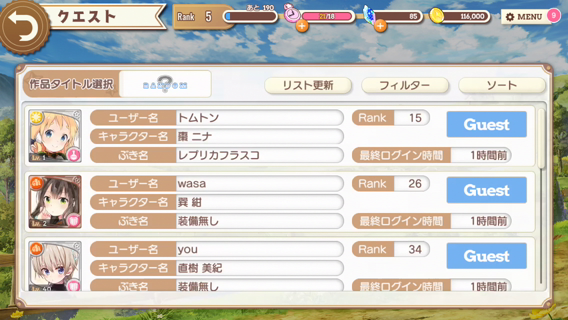 クエスト
Rank 5
あと 190
21/18
85
116,000
MENU 9
作品タイトル選択
RANDOM
リスト更新
フィルター
ソート
ユーザー名 トムトン Rank 15
Guest
キャラクター名 棗 ニナ
ぶき名 レプリカフラスコ
最終ログイン時間 1時間前
Lv. 1
ユーザー名 wasa Rank 26
Guest
キャラクター名 巽 紺
ぶき名 装備無し
最終ログイン時間 1時間前
Lv. 2
ユーザー名 you Rank 34
Guest
キャラクター名 直樹 美紀
ぶき名 装備無し
最終ログイン時間 1時間前
Lv. 40